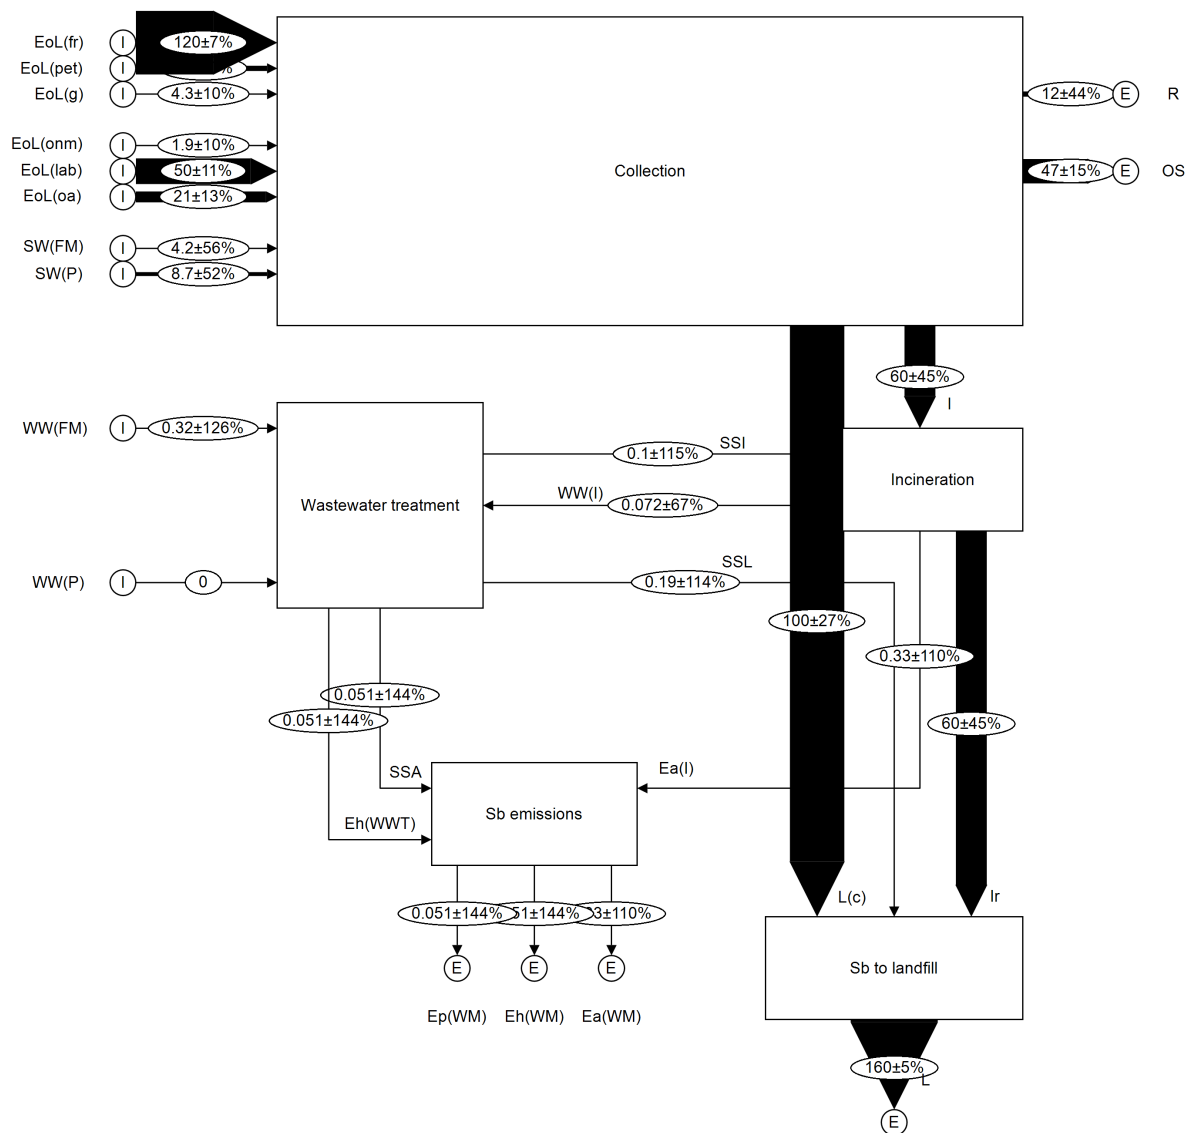 EoL(fr) I 120±7%
EoL(pet) I %
EoL(g) I 4.3±10%
12±44% E R
EoL(onm) I 1.9±10%
EoL(lab) I 50±11%
Collection
47±15% E OS
EoL(oa) I 21±13%
SW(FM) I 4.2±56%
SW(P) I 8.7±52%
60±45%
I
WW(FM) I 0.32±126%
SSI
0.1±115%
Incineration
WW(I)
0.072±67%
Wastewater treatment
SSL
WW(P) I 0
0.19±114%
100±27%
0.33±110%
0.051±144%
0.051±144%
60±45%
Ea(I)
SSA
Sb emissions
Eh(WWT)
L(c)
Ir
0.051±144% 51±144% 3±110%
E E E
Sb to landfill
Ep(WM) Eh(WM) Ea(WM)
160±5%
L
E